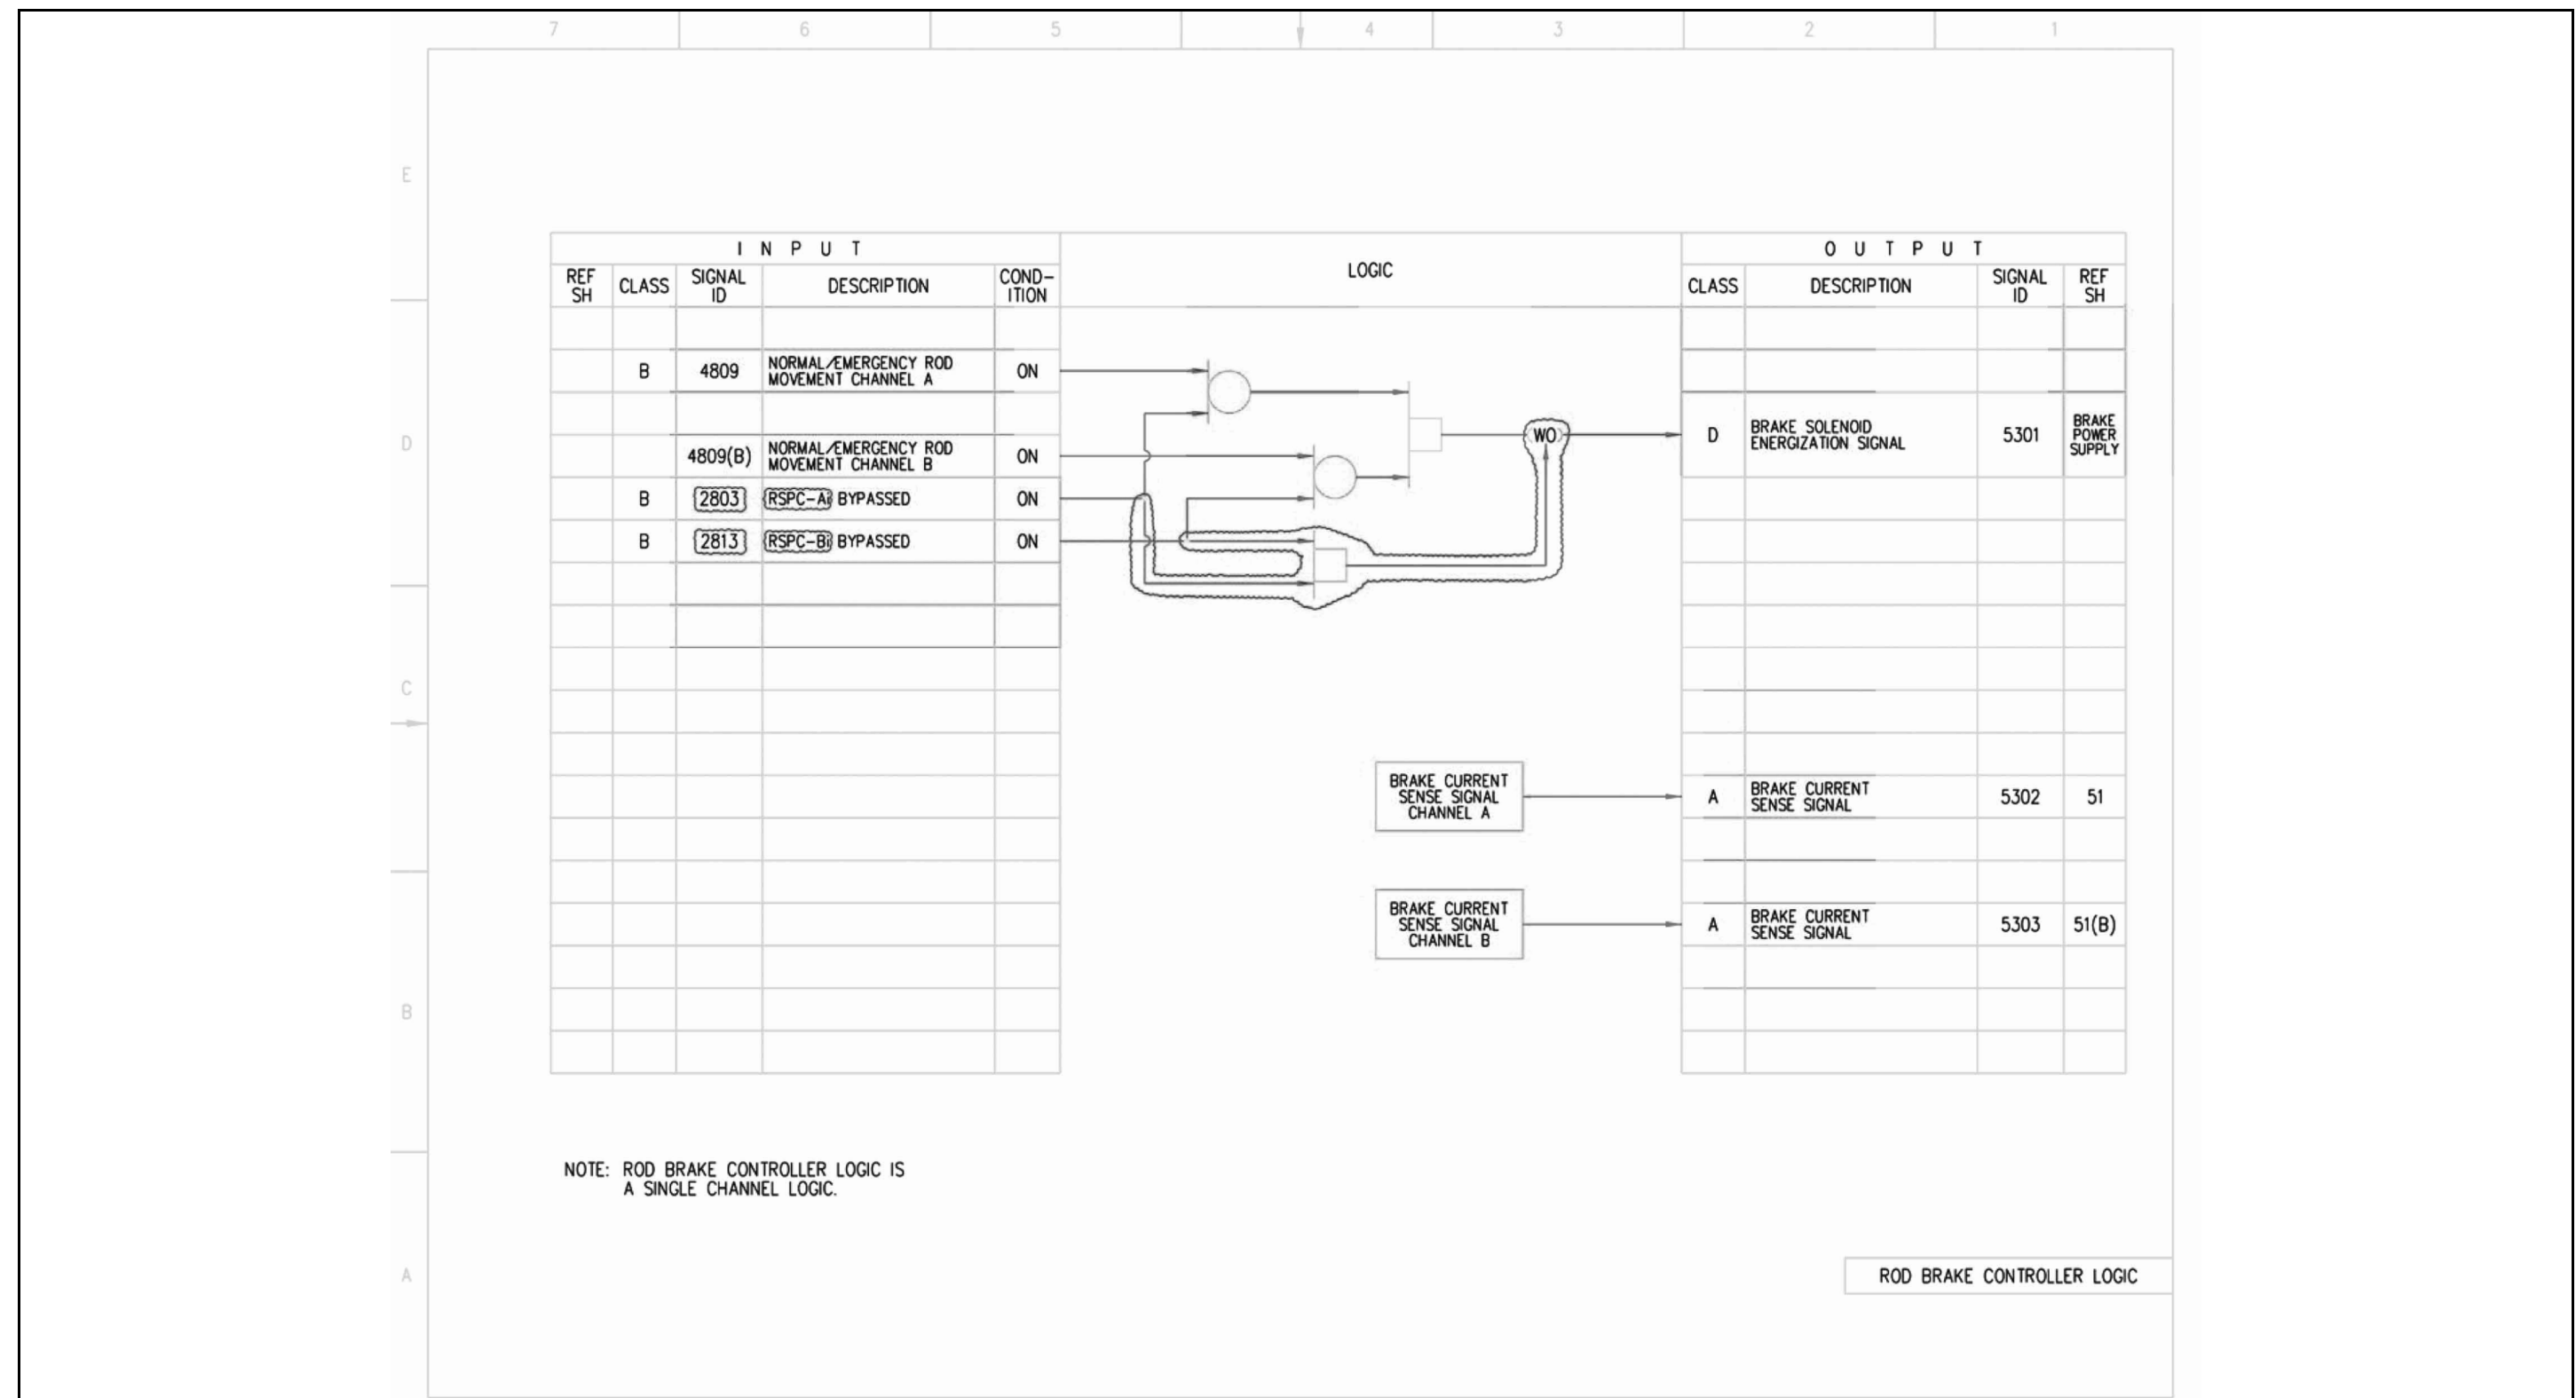 7 6 5 4 3 2 1
E
D
C
B
A
I N P U T
LOGIC
O U T P U T
REF SH
CLASS
SIGNAL ID
DESCRIPTION
COND-ITION
CLASS
DESCRIPTION
SIGNAL ID
REF SH
B
4809
NORMAL/EMERGENCY ROD
MOVEMENT CHANNEL A
ON
4809(B)
NORMAL/EMERGENCY ROD
MOVEMENT CHANNEL B
ON
B
2803
RSPC-A BYPASSED
ON
B
2813
RSPC-B BYPASSED
ON
WO
D
BRAKE SOLENOID
ENERGIZATION SIGNAL
5301
BRAKE
POWER
SUPPLY
BRAKE CURRENT
SENSE SIGNAL
CHANNEL A
A
BRAKE CURRENT
SENSE SIGNAL
5302
51
BRAKE CURRENT
SENSE SIGNAL
CHANNEL B
A
BRAKE CURRENT
SENSE SIGNAL
5303
51(B)
NOTE: ROD BRAKE CONTROLLER LOGIC IS
A SINGLE CHANNEL LOGIC.
ROD BRAKE CONTROLLER LOGIC